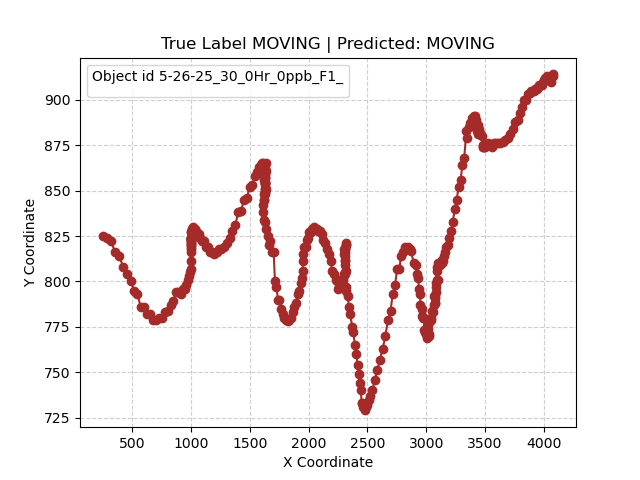 True Label MOVING | Predicted: MOVING
Object id 5-26-25_30_0Hr_0ppb_F1_
900
875
850
825
800
775
750
725
Y Coordinate
500 1000 1500 2000 2500 3000 3500 4000
X Coordinate